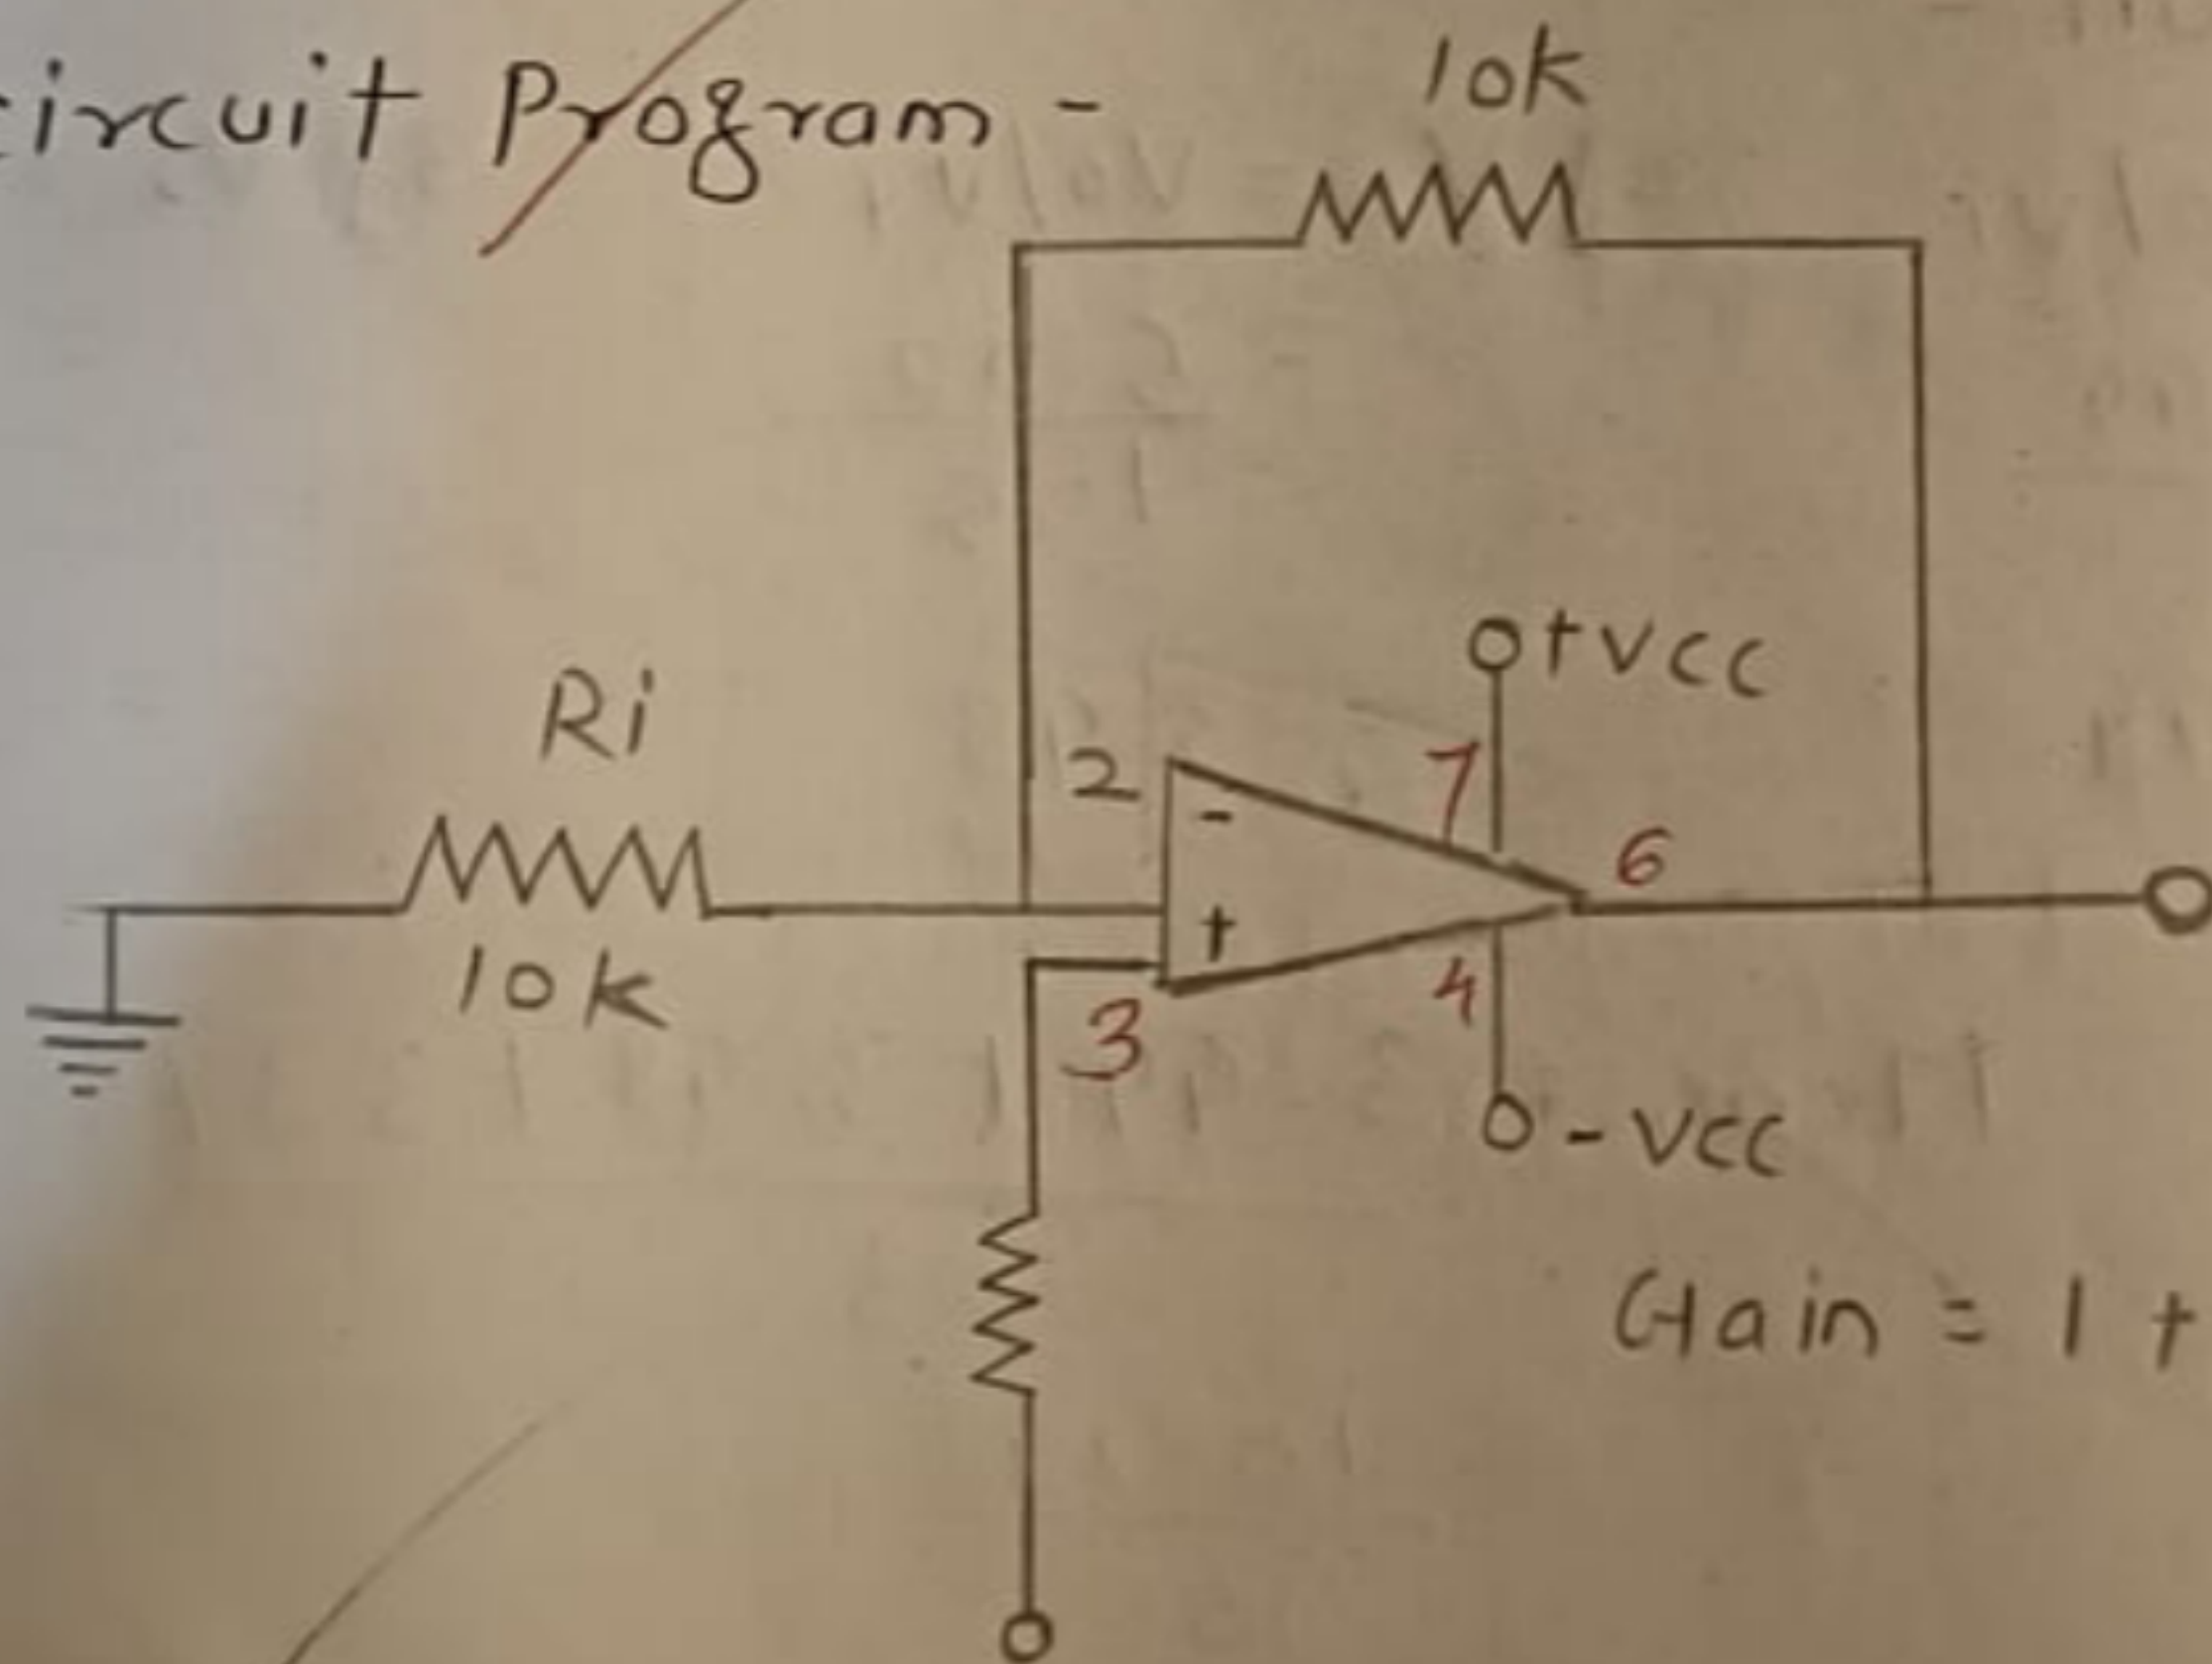 ircuit Program -
10k
+VCC
Ri
2
7
-
6
+
10k
3
4
-VCC
Gain = 1 +